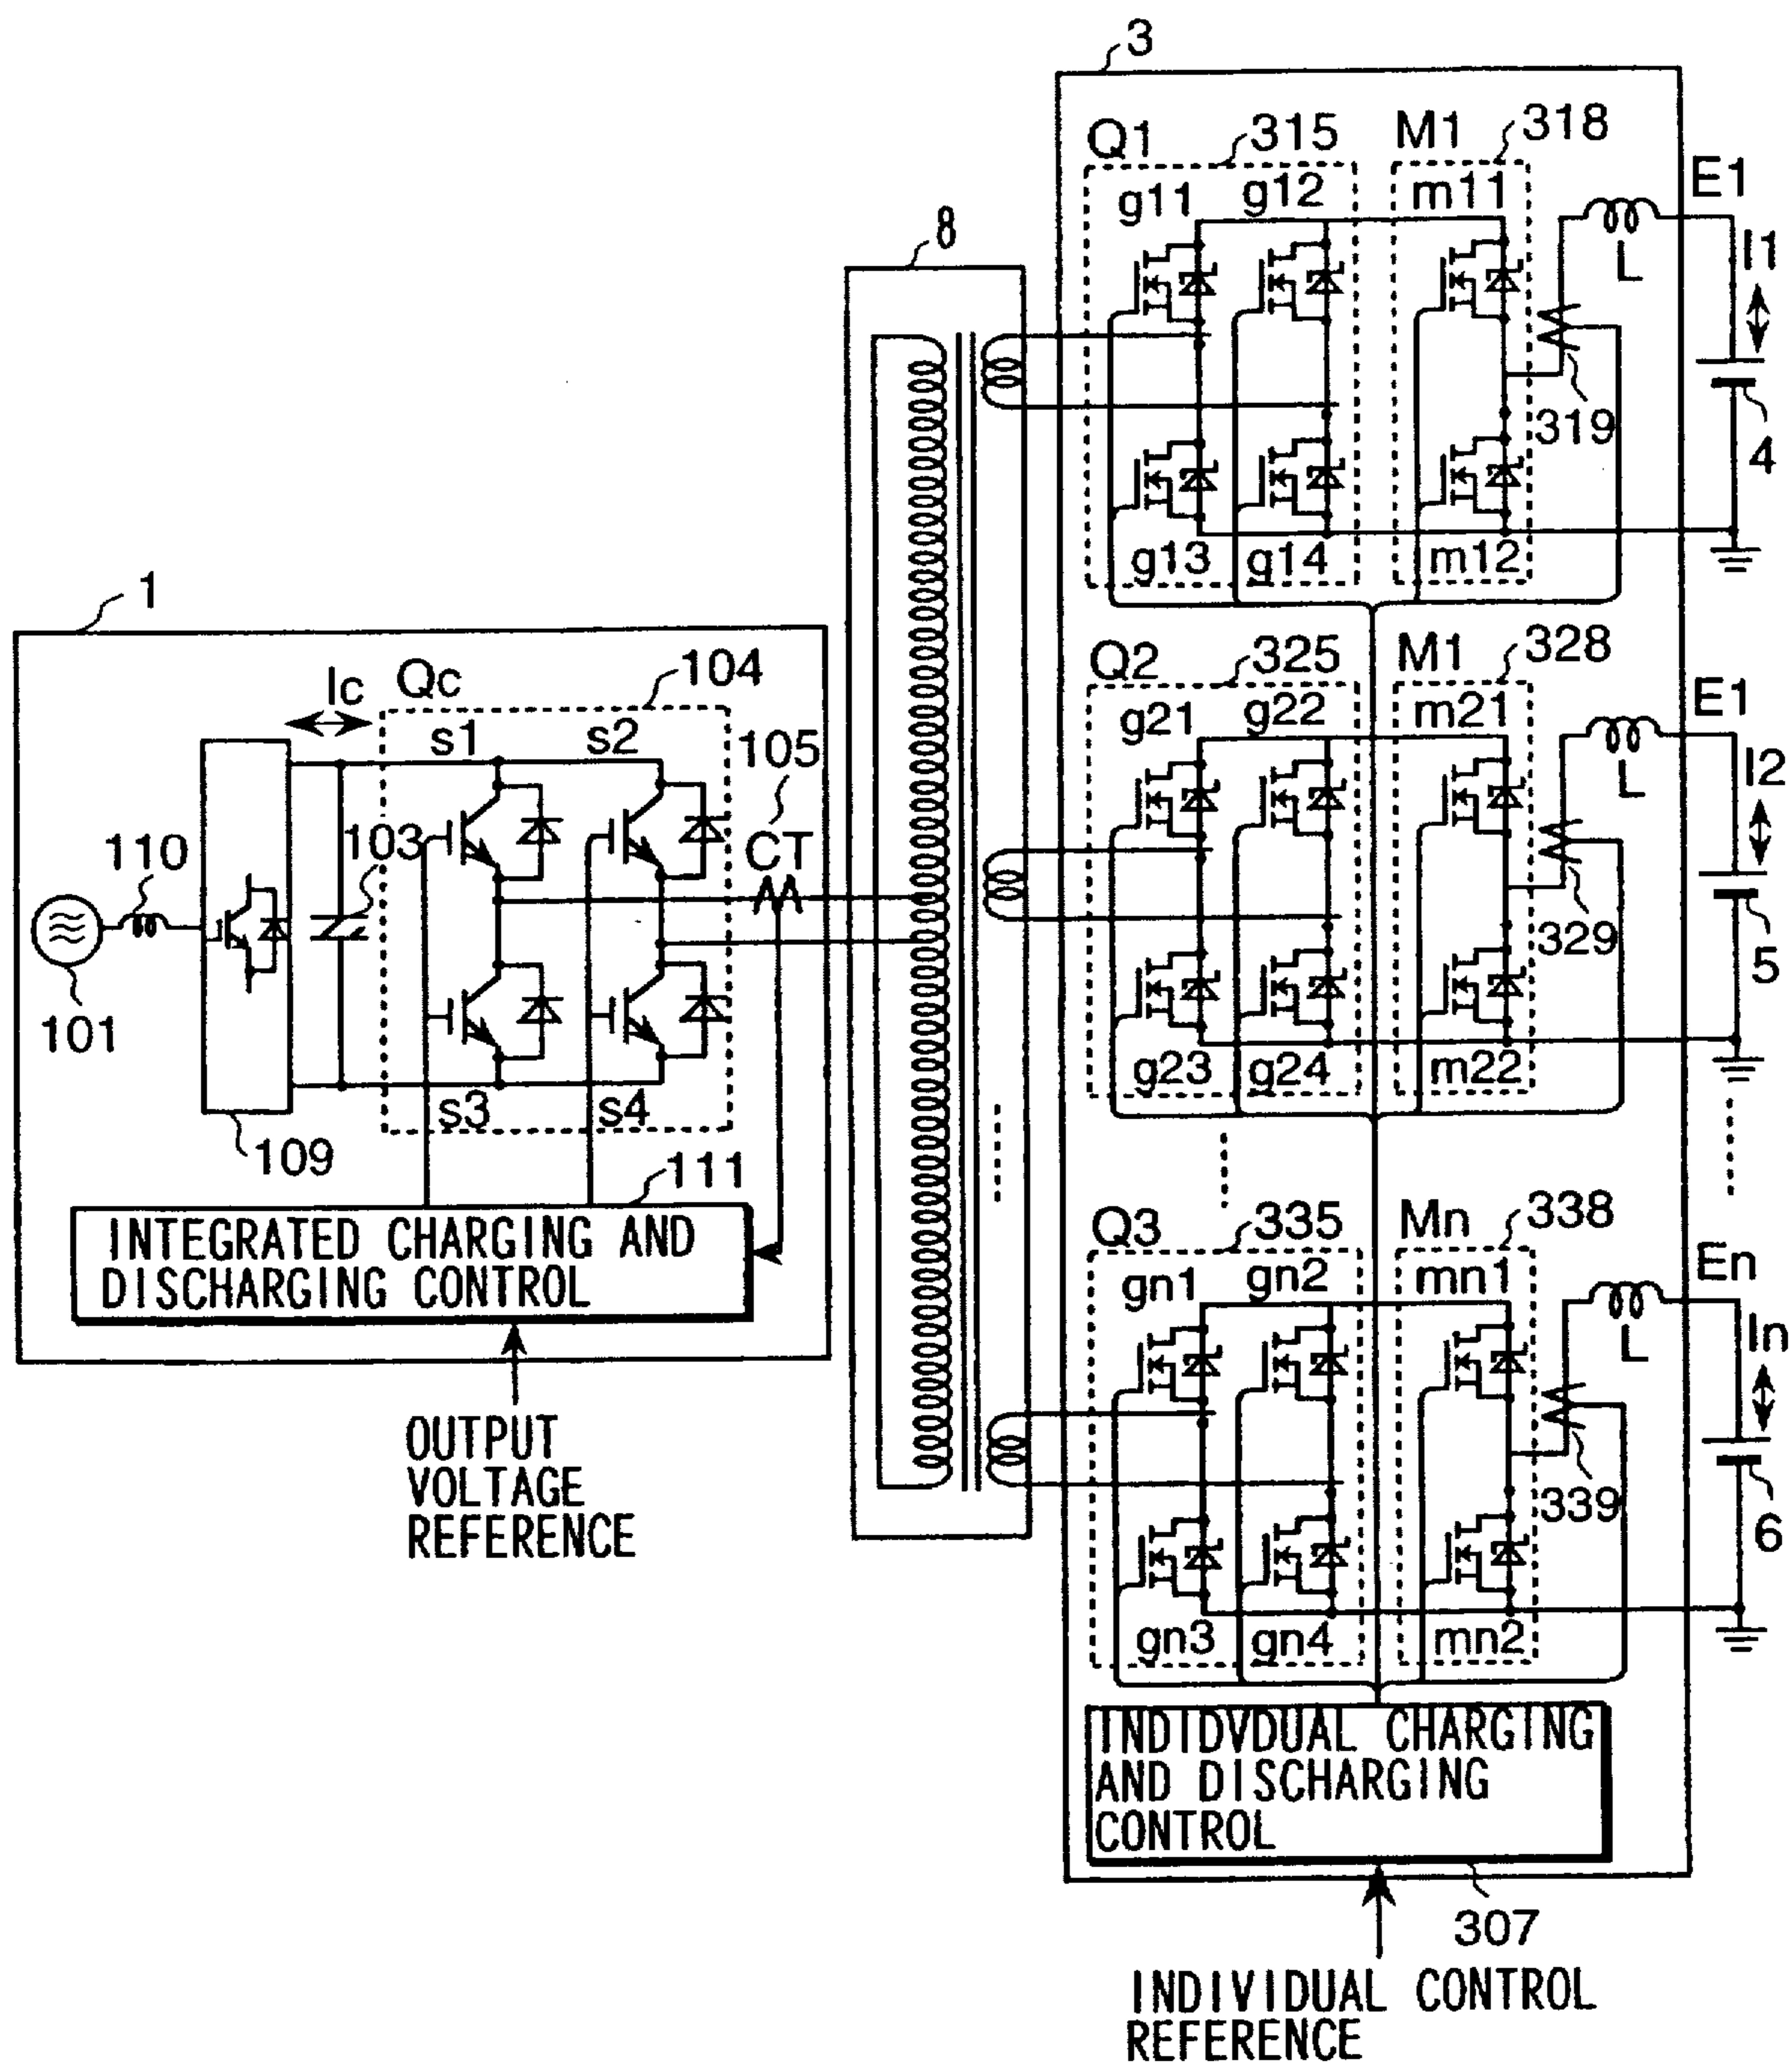 3
Q1
315
M1
318
g11
g12
m11
E1
L
I1
319
4
g13
g14
m12
8
1
Ic
Qc
104
s1
s2
105
CT
110
103
101
109
s3
s4
111
INTEGRATED CHARGING AND
DISCHARGING CONTROL
OUTPUT
VOLTAGE
REFERENCE
Q2
325
M1
328
g21
g22
m21
E1
L
I2
329
5
g23
g24
m22
Q3
335
Mn
338
gn1
gn2
mn1
En
L
In
339
6
gn3
gn4
mn2
INDIDVDUAL CHARGING
AND DISCHARGING
CONTROL
307
INDIVIDUAL CONTROL
REFERENCE